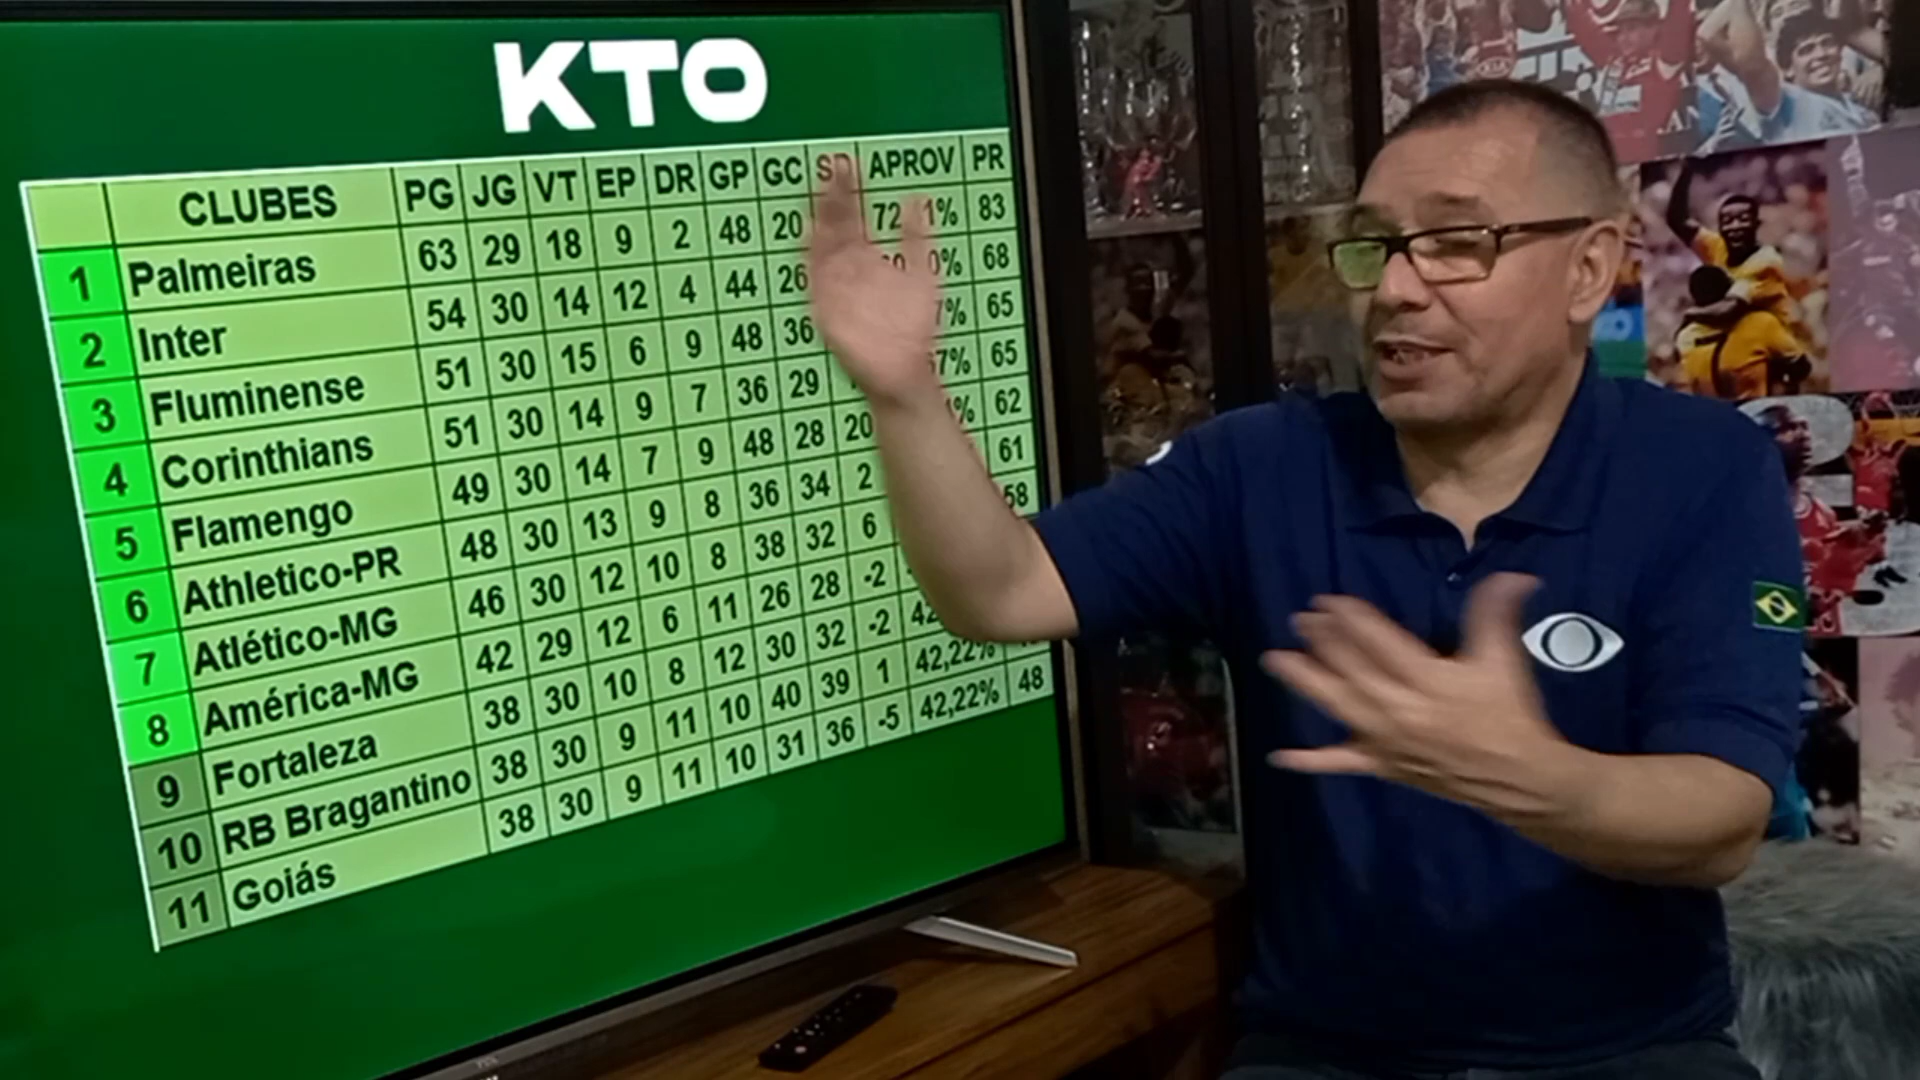 KTO
CLUBES PG JG VT EP DR GP GC APROV PR
1 Palmeiras 63 29 18 9 2 48 20 83
2 Inter 54 30 14 12 4 44 26 68
3 Fluminense 51 30 15 6 9 48 36 65
4 Corinthians 51 30 14 9 7 36 29 65
5 Flamengo 49 30 14 7 9 48 28 20 62
6 Athletico-PR 48 30 13 9 8 36 34 2 61
7 Atlético-MG 46 30 12 10 8 38 32 6 58
8 América-MG 42 29 12 6 11 26 28 -2
9 Fortaleza 38 30 10 8 12 30 32 -2
10 RB Bragantino 38 30 9 11 10 40 39 1 42,22%
11 Goiás 38 30 9 11 10 31 36 -5 42,22% 48